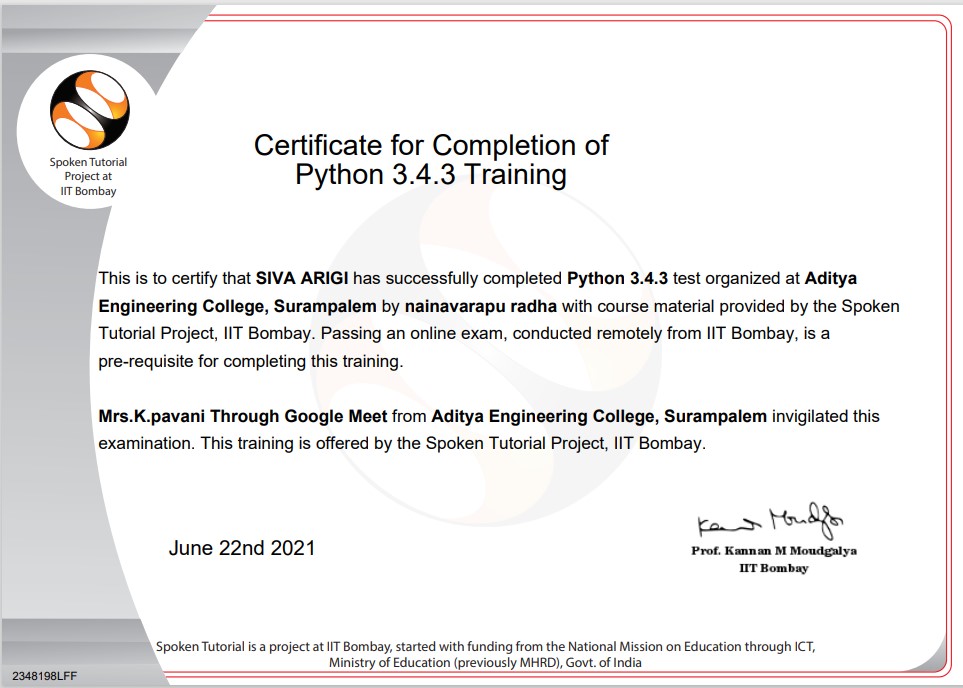 Spoken Tutorial
Project at
IIT Bombay
Certificate for Completion of
Python 3.4.3 Training
This is to certify that SIVA ARIGI has successfully completed Python 3.4.3 test organized at Aditya
Engineering College, Surampalem by nainavarapu radha with course material provided by the Spoken
Tutorial Project, IIT Bombay. Passing an online exam, conducted remotely from IIT Bombay, is a
pre-requisite for completing this training.
Mrs.K.pavani Through Google Meet from Aditya Engineering College, Surampalem invigilated this
examination. This training is offered by the Spoken Tutorial Project, IIT Bombay.
June 22nd 2021
Kannan Moudgalya
Prof. Kannan M Moudgalya
IIT Bombay
Spoken Tutorial is a project at IIT Bombay, started with funding from the National Mission on Education through ICT,
Ministry of Education (previously MHRD), Govt. of India
2348198LFF